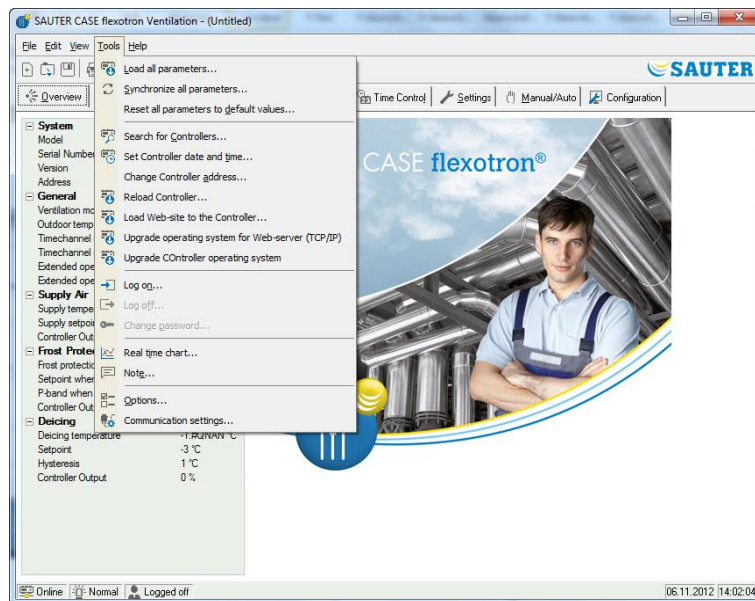 SAUTER CASE flexotron Ventilation - (Untitled)
File Edit View Tools Help
SAUTER
Overview
Time Control
Settings
Manual/Auto
Configuration
Load all parameters...
Synchronize all parameters...
Reset all parameters to default values...
Search for Controllers...
Set Controller date and time...
Change Controller address...
Reload Controller...
Load Web-site to the Controller...
Upgrade operating system for Web-server (TCP/IP)
Upgrade COntroller operating system
Log on...
Log off...
Change password...
Real time chart...
Note...
Options...
Communication settings...
System
Model
Serial Number
Version
Address
General
Ventilation mo
Outdoor temp
Timechannel
Timechannel
Extended ope
Extended ope
Supply Air
Supply tempe
Supply setpoi
Controller Out
Frost Protec
Frost protectio
Setpoint when
P-band when
Controller Out
Deicing
Deicing temperature -1.#QNAN °C
Setpoint -3 °C
Hysteresis 1 °C
Controller Output 0 %
CASE flexotron®
Online Normal Logged off 06.11.2012 14:02:04